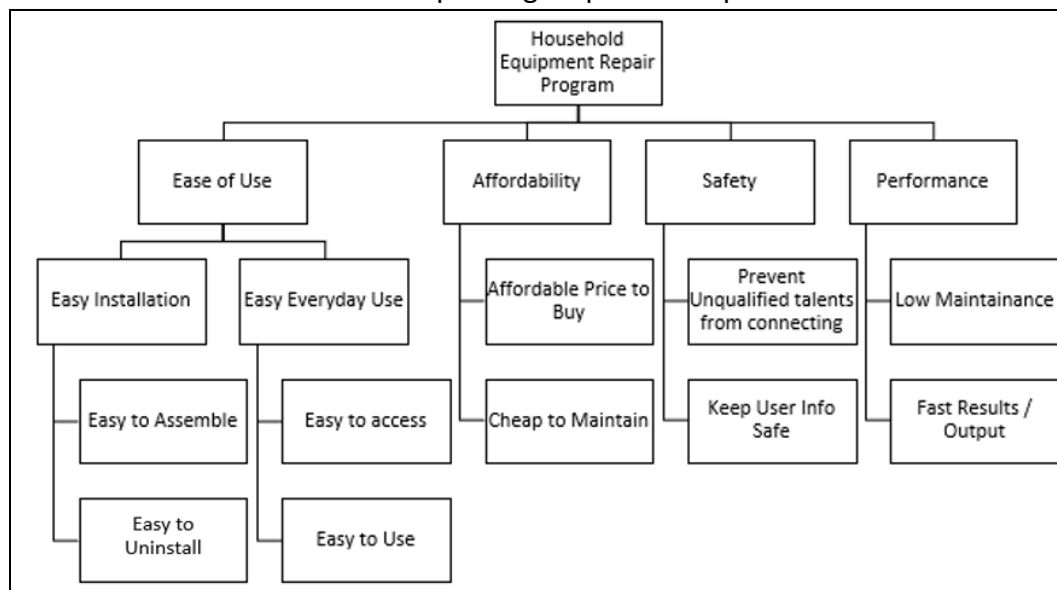 Household
Equipment Repair
Program
Ease of Use
Affordability
Safety
Performance
Easy Installation
Easy Everyday Use
Affordable Price to
Buy
Prevent
Unqualified talents
from connecting
Low Maintainance
Easy to Assemble
Easy to access
Cheap to Maintain
Keep User Info
Safe
Fast Results /
Output
Easy to
Uninstall
Easy to Use